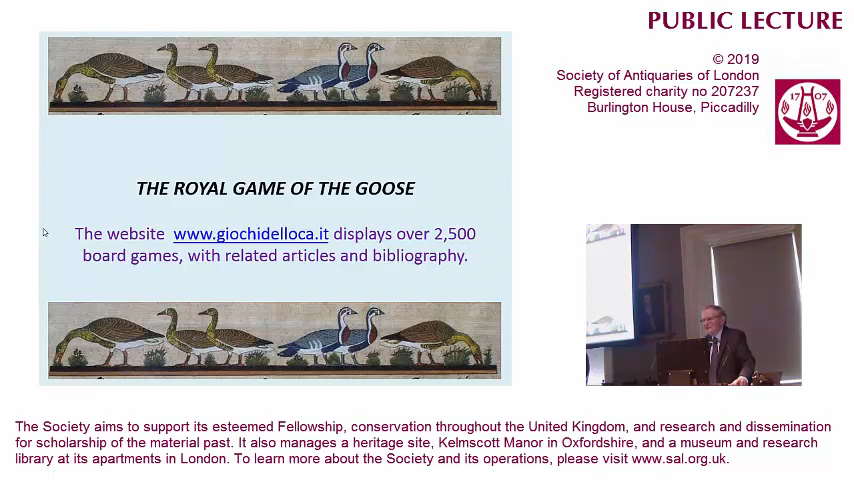 PUBLIC LECTURE
© 2019
Society of Antiquaries of London
Registered charity no 207237
Burlington House, Piccadilly
17 07
THE ROYAL GAME OF THE GOOSE
The website www.giochidelloca.it displays over 2,500
board games, with related articles and bibliography.
The Society aims to support its esteemed Fellowship, conservation throughout the United Kingdom, and research and dissemination
for scholarship of the material past. It also manages a heritage site, Kelmscott Manor in Oxfordshire, and a museum and research
library at its apartments in London. To learn more about the Society and its operations, please visit www.sal.org.uk.